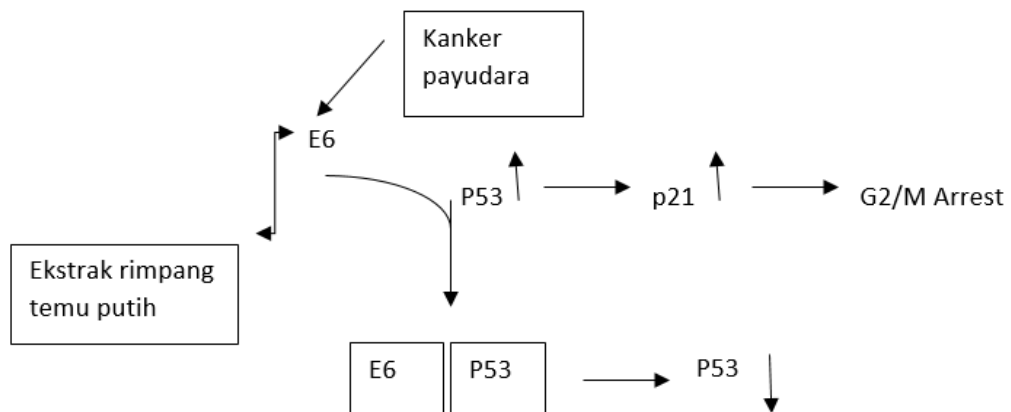 Kanker
payudara
E6
P53 p21 G2/M Arrest
Ekstrak rimpang
temu putih
E6 P53 P53